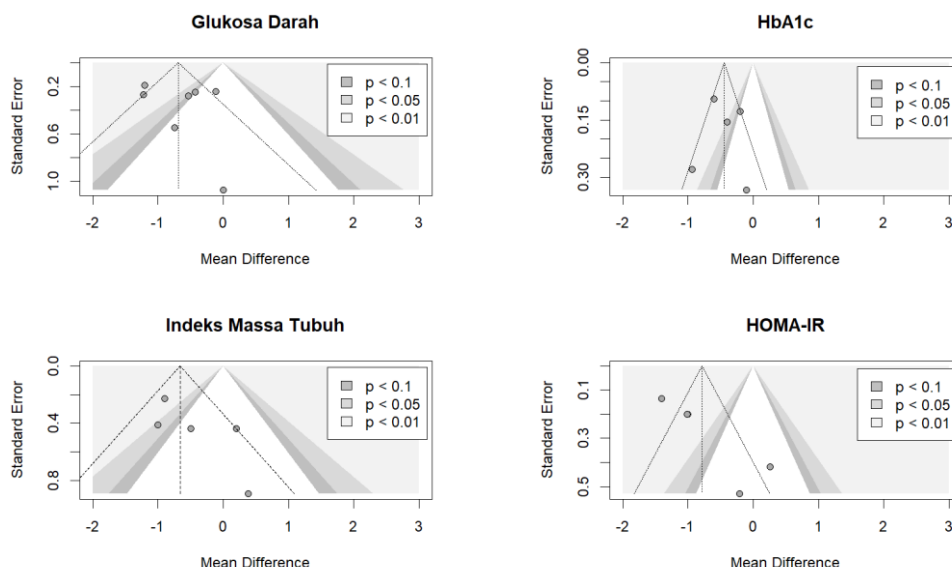 Glukosa Darah
Standard Error
0.2
0.6
1.0
p < 0.1
p < 0.05
p < 0.01
-2 -1 0 1 2 3
Mean Difference
HbA1c
Standard Error
0.00
0.15
0.30
p < 0.1
p < 0.05
p < 0.01
-2 -1 0 1 2 3
Mean Difference
Indeks Massa Tubuh
Standard Error
0.0
0.4
0.8
p < 0.1
p < 0.05
p < 0.01
-2 -1 0 1 2 3
Mean Difference
HOMA-IR
Standard Error
0.1
0.3
0.5
p < 0.1
p < 0.05
p < 0.01
-2 -1 0 1 2 3
Mean Difference